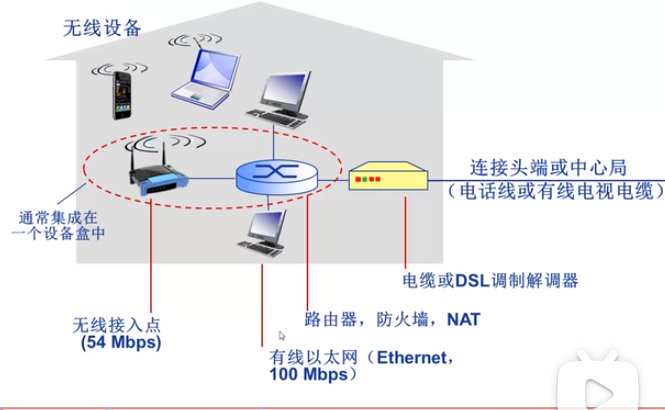 无线设备
连接头端或中心局
（电话线或有线电视电缆）
通常集成在
一个设备盒中
电缆或DSL调制解调器
无线接入点
(54 Mbps)
路由器，防火墙，NAT
有线以太网（Ethernet，
100 Mbps）